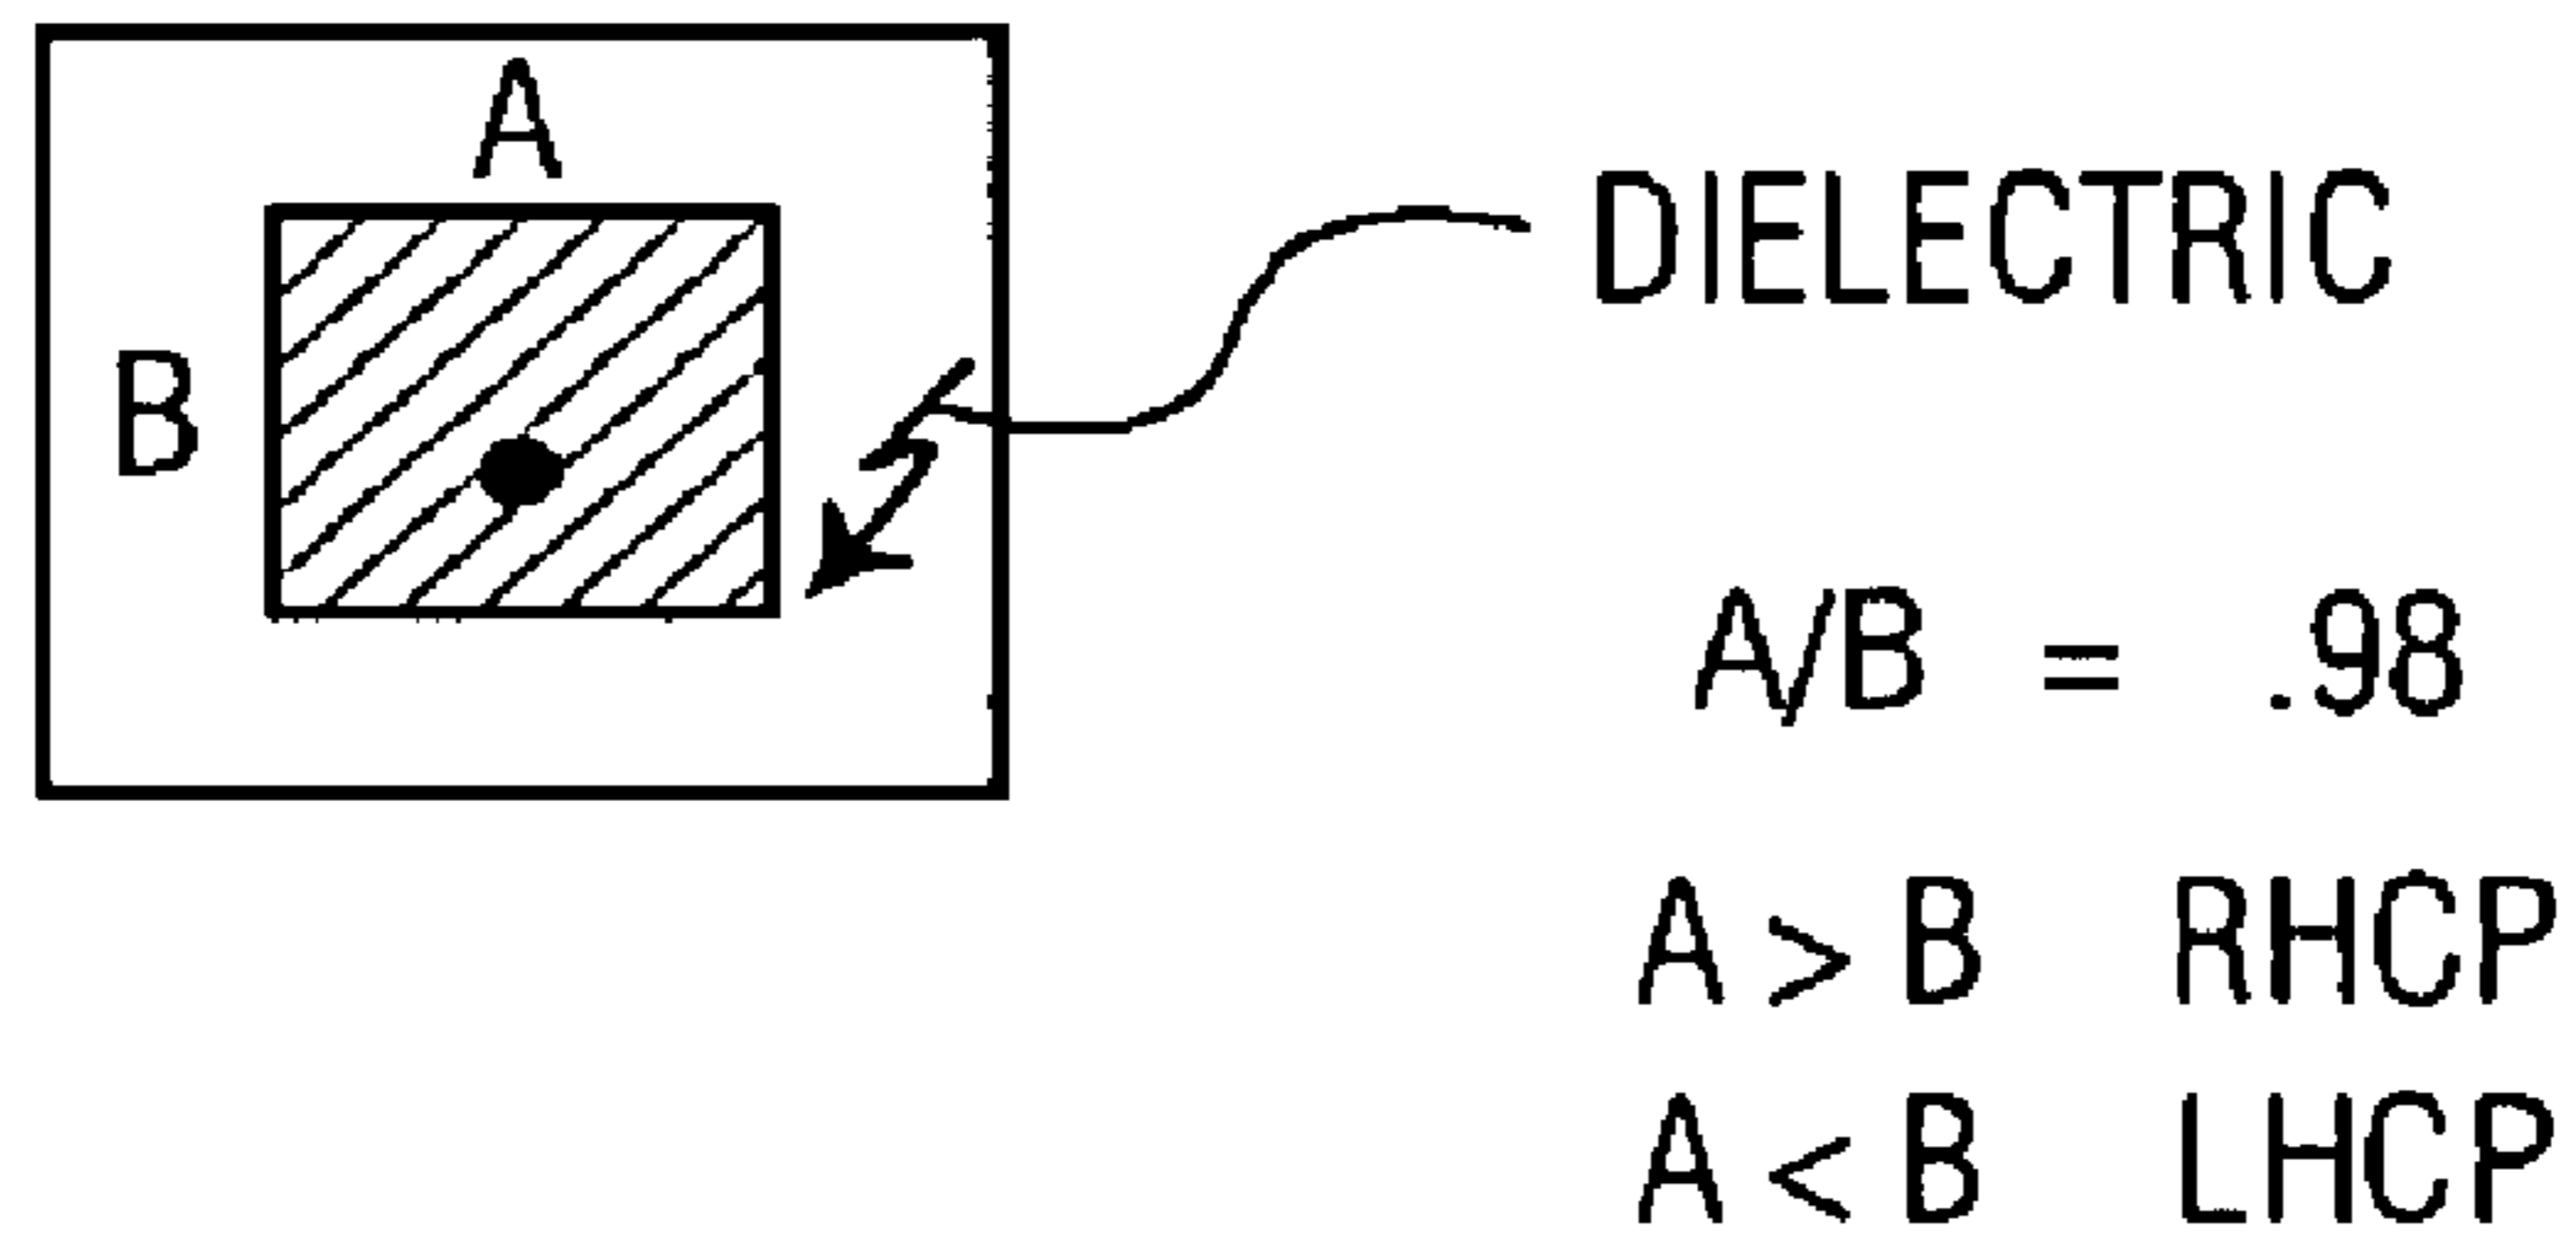 A
B
DIELECTRIC
A/B = .98
A > B RHCP
A < B LHCP